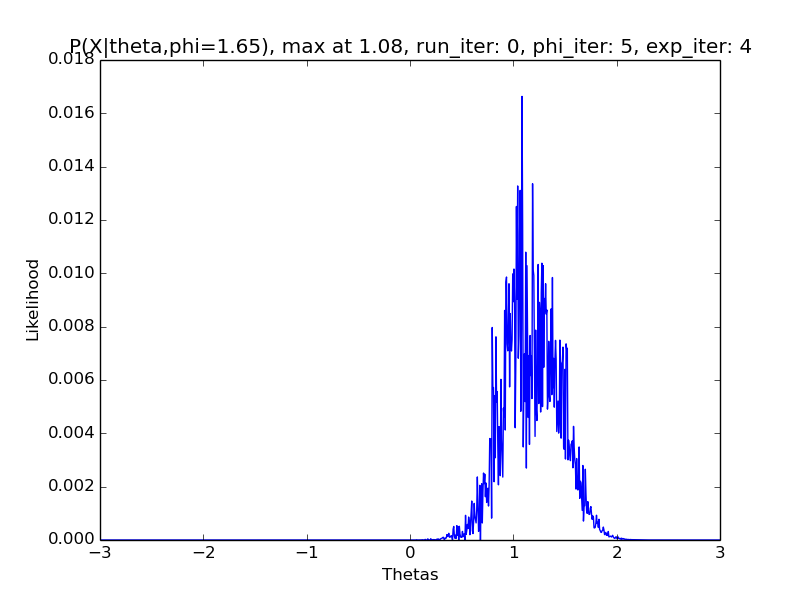 P(X|theta,phi=1.65), max at 1.08, run_iter: 0, phi_iter: 5, exp_iter: 4
0.018
0.016
0.014
0.012
0.010
0.008
0.006
0.004
0.002
0.000
Likelihood
−3 −2 −1 0 1 2 3
Thetas